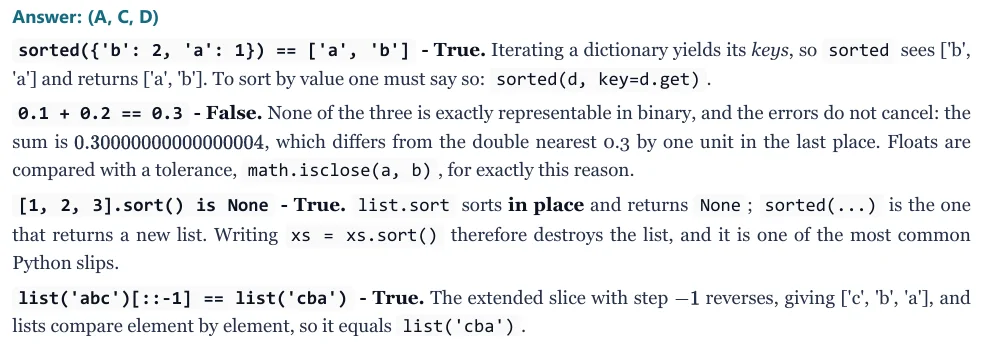 Answer: (A, C, D)
sorted({'b': 2, 'a': 1}) == ['a', 'b'] - True. Iterating a dictionary yields its keys, so sorted sees ['b',
'a'] and returns ['a', 'b']. To sort by value one must say so: sorted(d, key=d.get) .
0.1 + 0.2 == 0.3 - False. None of the three is exactly representable in binary, and the errors do not cancel: the
sum is 0.30000000000000004, which differs from the double nearest 0.3 by one unit in the last place. Floats are
compared with a tolerance, math.isclose(a, b) , for exactly this reason.
[1, 2, 3].sort() is None - True. list.sort sorts in place and returns None ; sorted(...) is the one
that returns a new list. Writing xs = xs.sort() therefore destroys the list, and it is one of the most common
Python slips.
list('abc')[::-1] == list('cba') - True. The extended slice with step −1 reverses, giving ['c', 'b', 'a'], and
lists compare element by element, so it equals list('cba') .